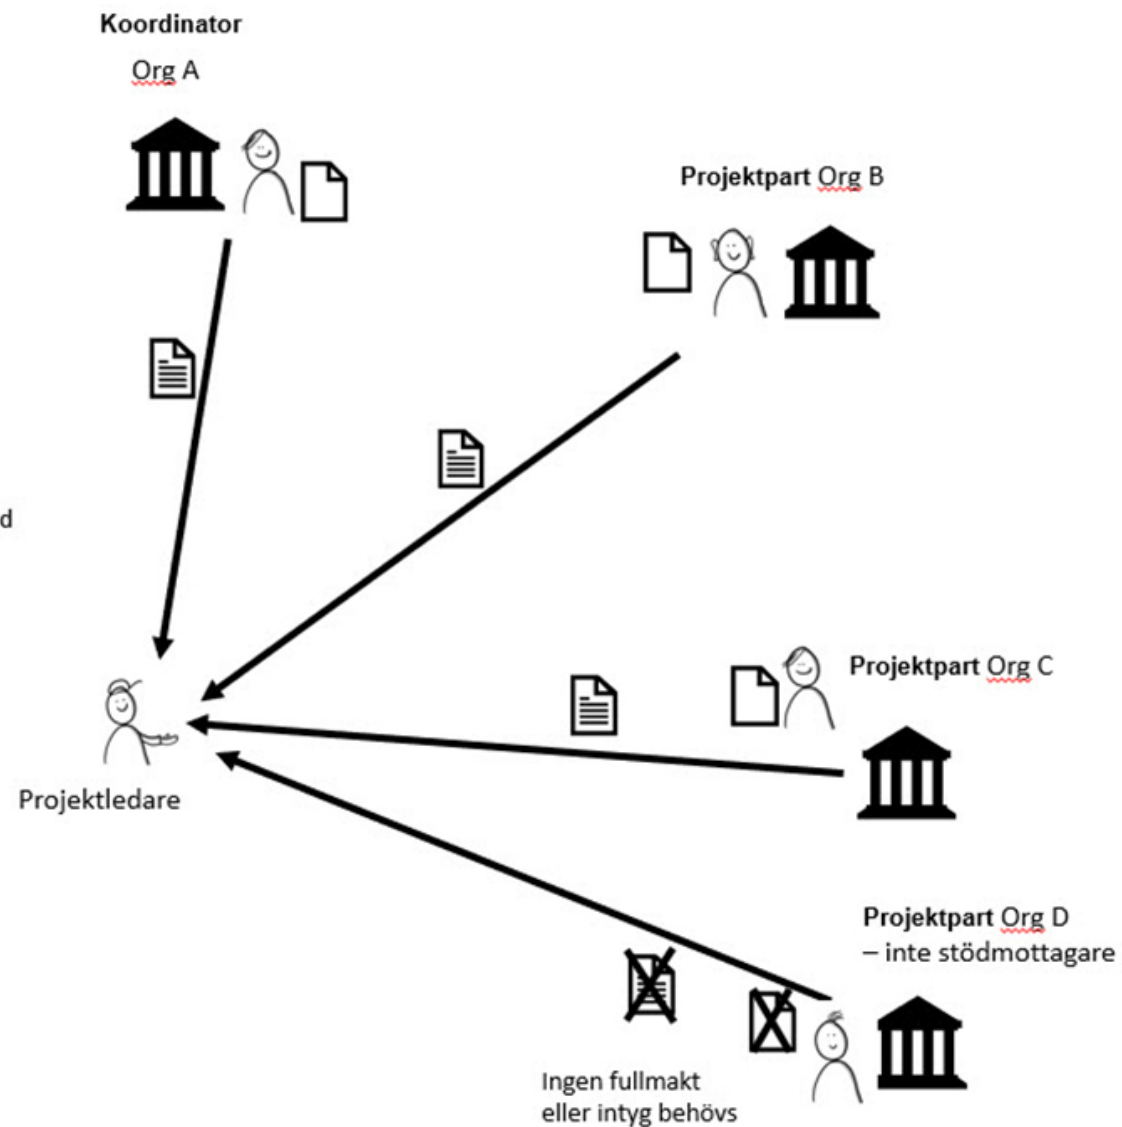 Koordinator
Org A
Projektpart Org B
d
Projektpart Org C
Projektledare
Projektpart Org D
– inte stödmottagare
Ingen fullmakt
eller intyg behövs